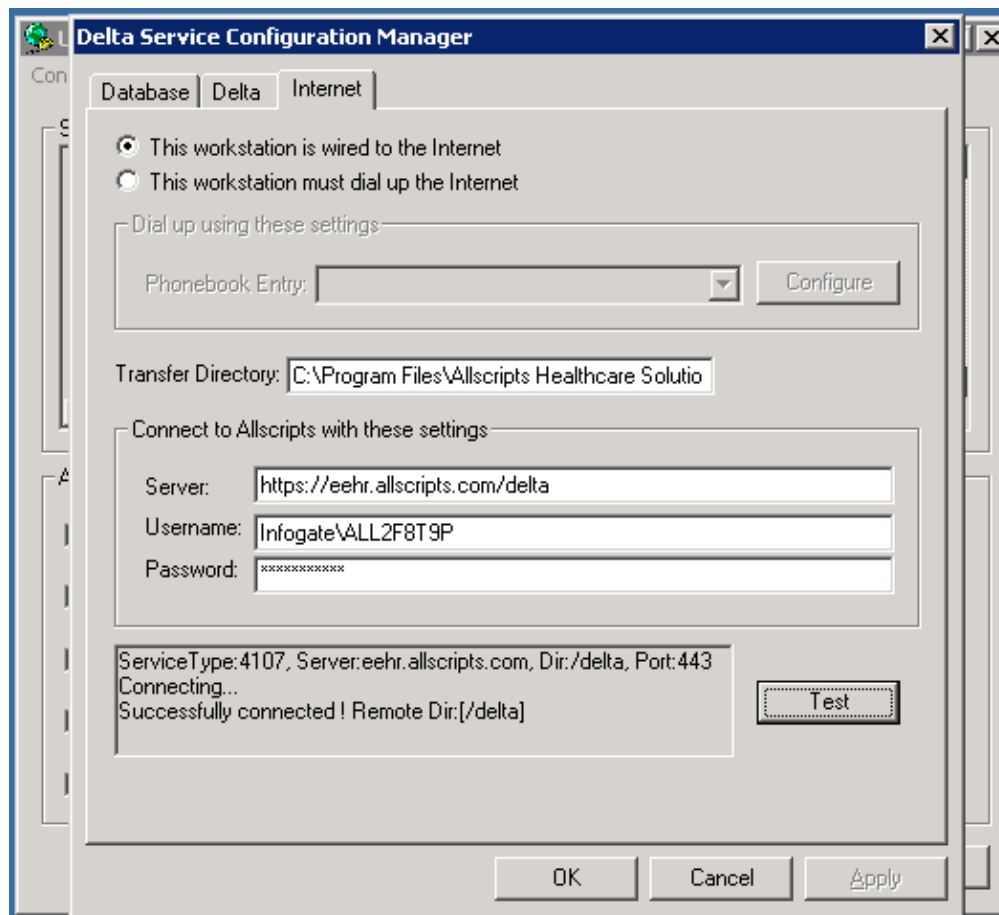 Delta Service Configuration Manager
Con
Database Delta Internet
This workstation is wired to the Internet
This workstation must dial up the Internet
Dial up using these settings
Phonebook Entry: Configure
Transfer Directory: C:\Program Files\Allscripts Healthcare Solutio
Connect to Allscripts with these settings
Server: https://eehr.allscripts.com/delta
Username: Infogate\ALL2F8T9P
Password: ***********
ServiceType:4107, Server:eehr.allscripts.com, Dir:/delta, Port:443
Connecting...
Successfully connected ! Remote Dir:[/delta]
Test
OK Cancel Apply